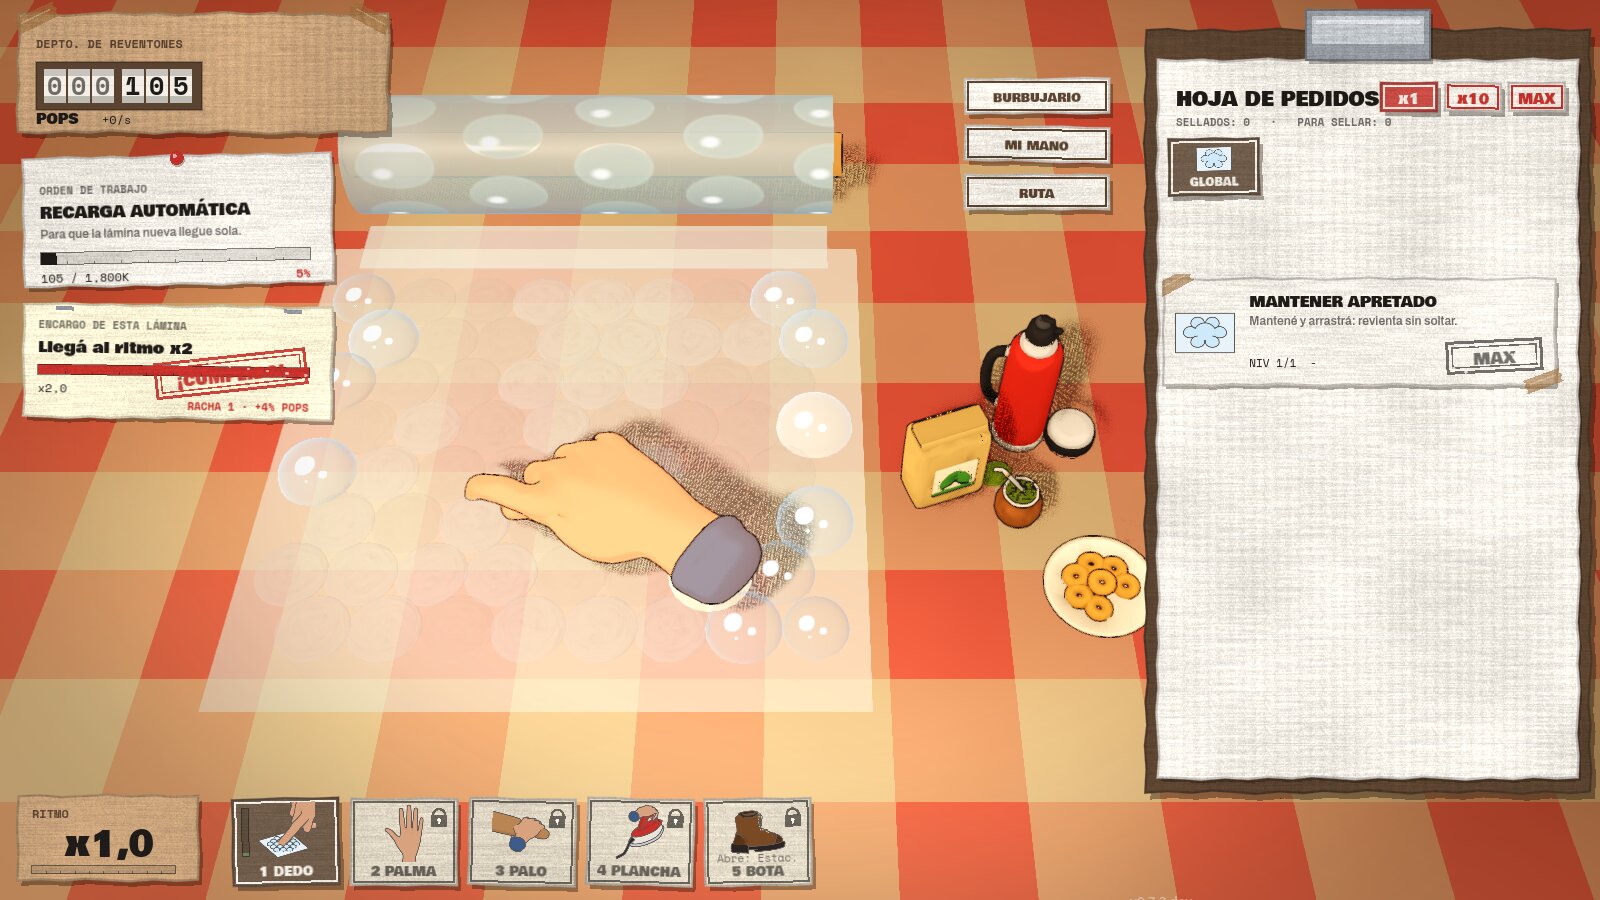 DEPTO. DE REVENTONES
000105
POPS +0/s
ORDEN DE TRABAJO
RECARGA AUTOMÁTICA
Para que la lámina nueva llegue sola.
105 / 1.800K 5%
ENCARGO DE ESTA LÁMINA
Llegá al ritmo x2
x2,0
RACHA 1 · +4% POPS
BURBUJARIO
MI MANO
RUTA
HOJA DE PEDIDOS
x1
x10
MAX
SELLADOS: 0 · PARA SELLAR: 0
GLOBAL
MANTENER APRETADO
Mantené y arrastrá: revienta sin soltar.
NIV 1/1 -
MAX
RITMO
x1,0
1 DEDO
2 PALMA
3 PALO
4 PLANCHA
Abre: Estac.
5 BOTA